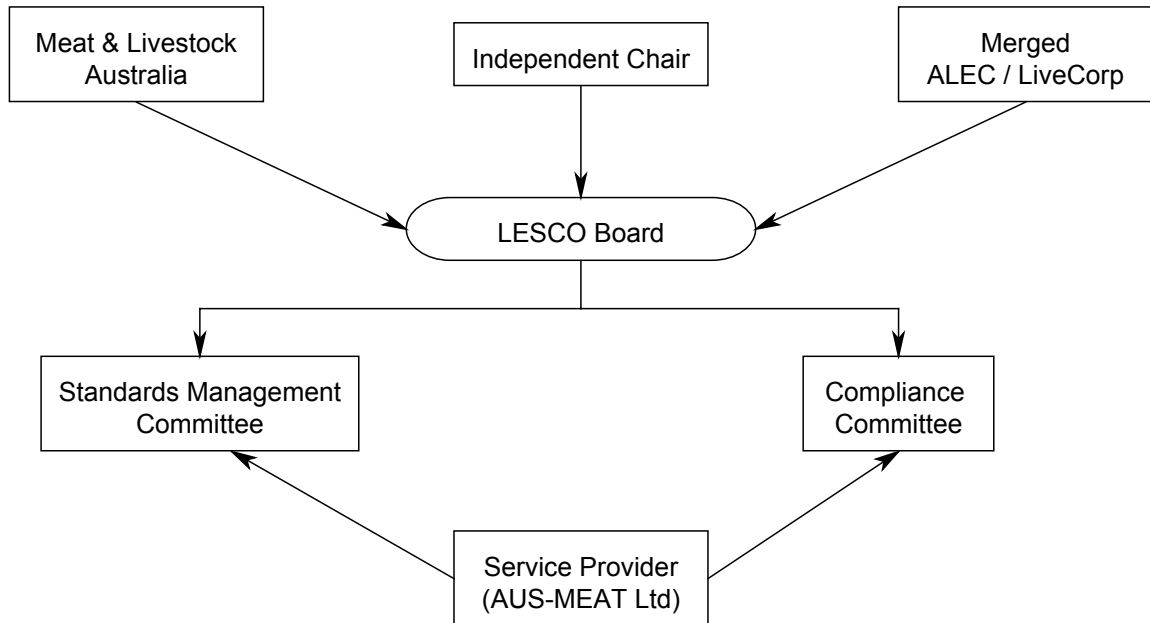 Meat & Livestock
Australia
Independent Chair
Merged
ALEC / LiveCorp
LESCO Board
Standards Management
Committee
Compliance
Committee
Service Provider
(AUS-MEAT Ltd)